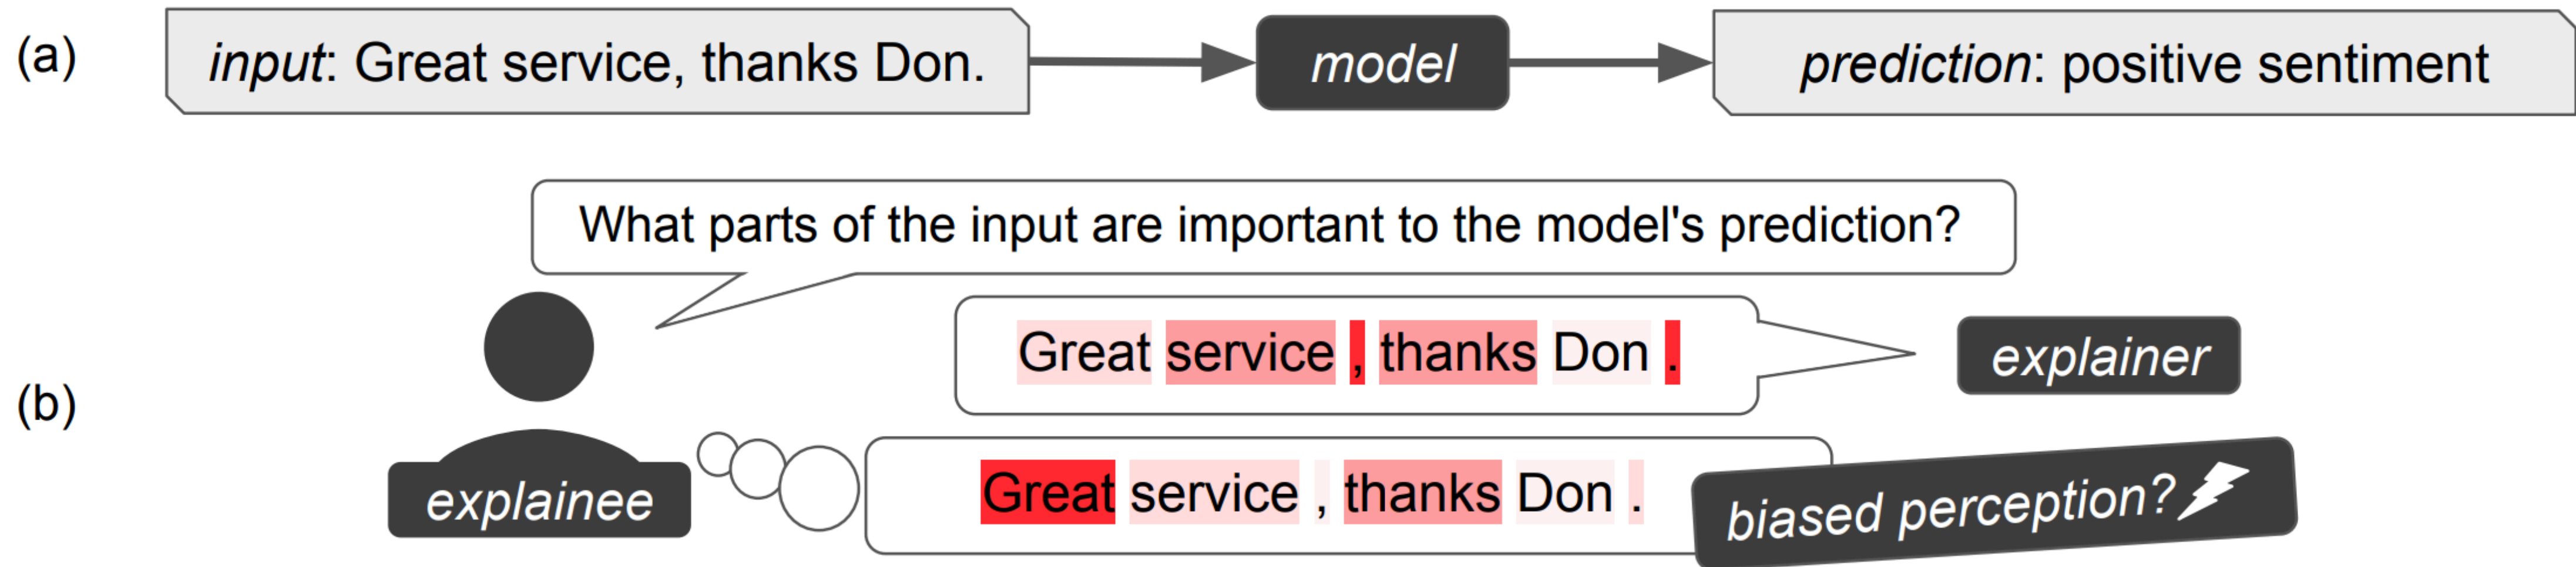 (a)
input: Great service, thanks Don.
model
prediction: positive sentiment
What parts of the input are important to the model's prediction?
Great service , thanks Don .
explainer
(b)
explainee
Great service , thanks Don .
biased perception?